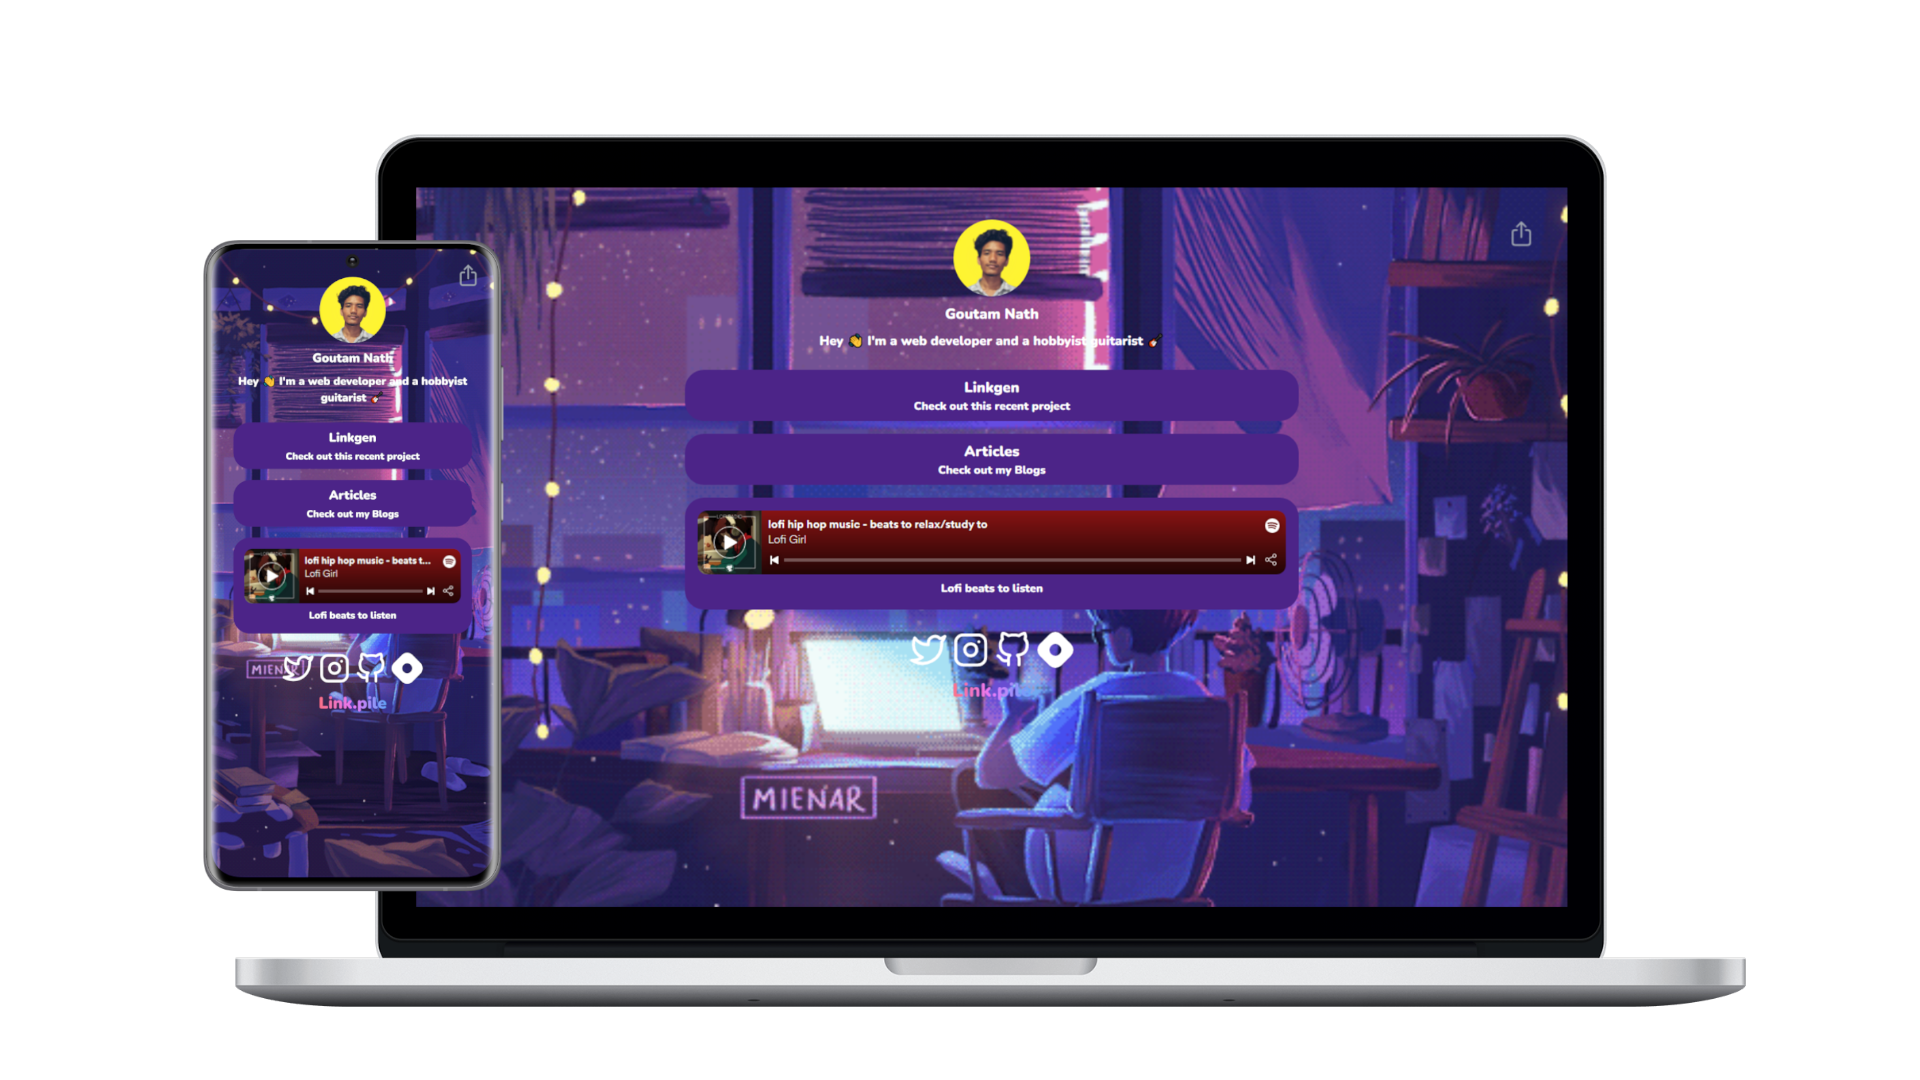 Goutam Nath
Hey 👋 I'm a web developer and a hobbyist
guitarist 🎸
Linkgen
Check out this recent project
Articles
Check out my Blogs
lofi hip hop music - beats t...
Lofi Girl
Lofi beats to listen
MIENAR
Link.pile
Goutam Nath
Hey 👋 I'm a web developer and a hobbyist guitarist 🎸
Linkgen
Check out this recent project
Articles
Check out my Blogs
lofi hip hop music - beats to relax/study to
Lofi Girl
Lofi beats to listen
Link.pile
MIENAR